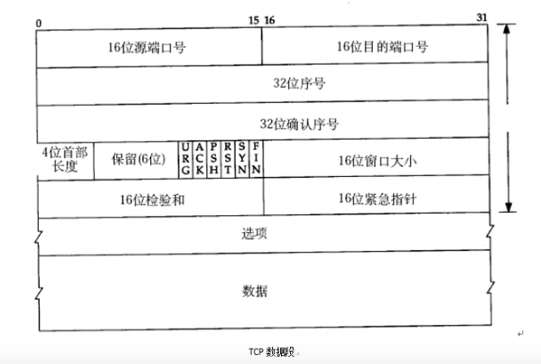 0 15 16 31
16位源端口号 16位目的端口号
32位序号
32位确认序号
4位首部长度 保留(6位) URG ACK PSH RST SYN FIN 16位窗口大小
16位检验和 16位紧急指针
选项
数据
TCP 数据段